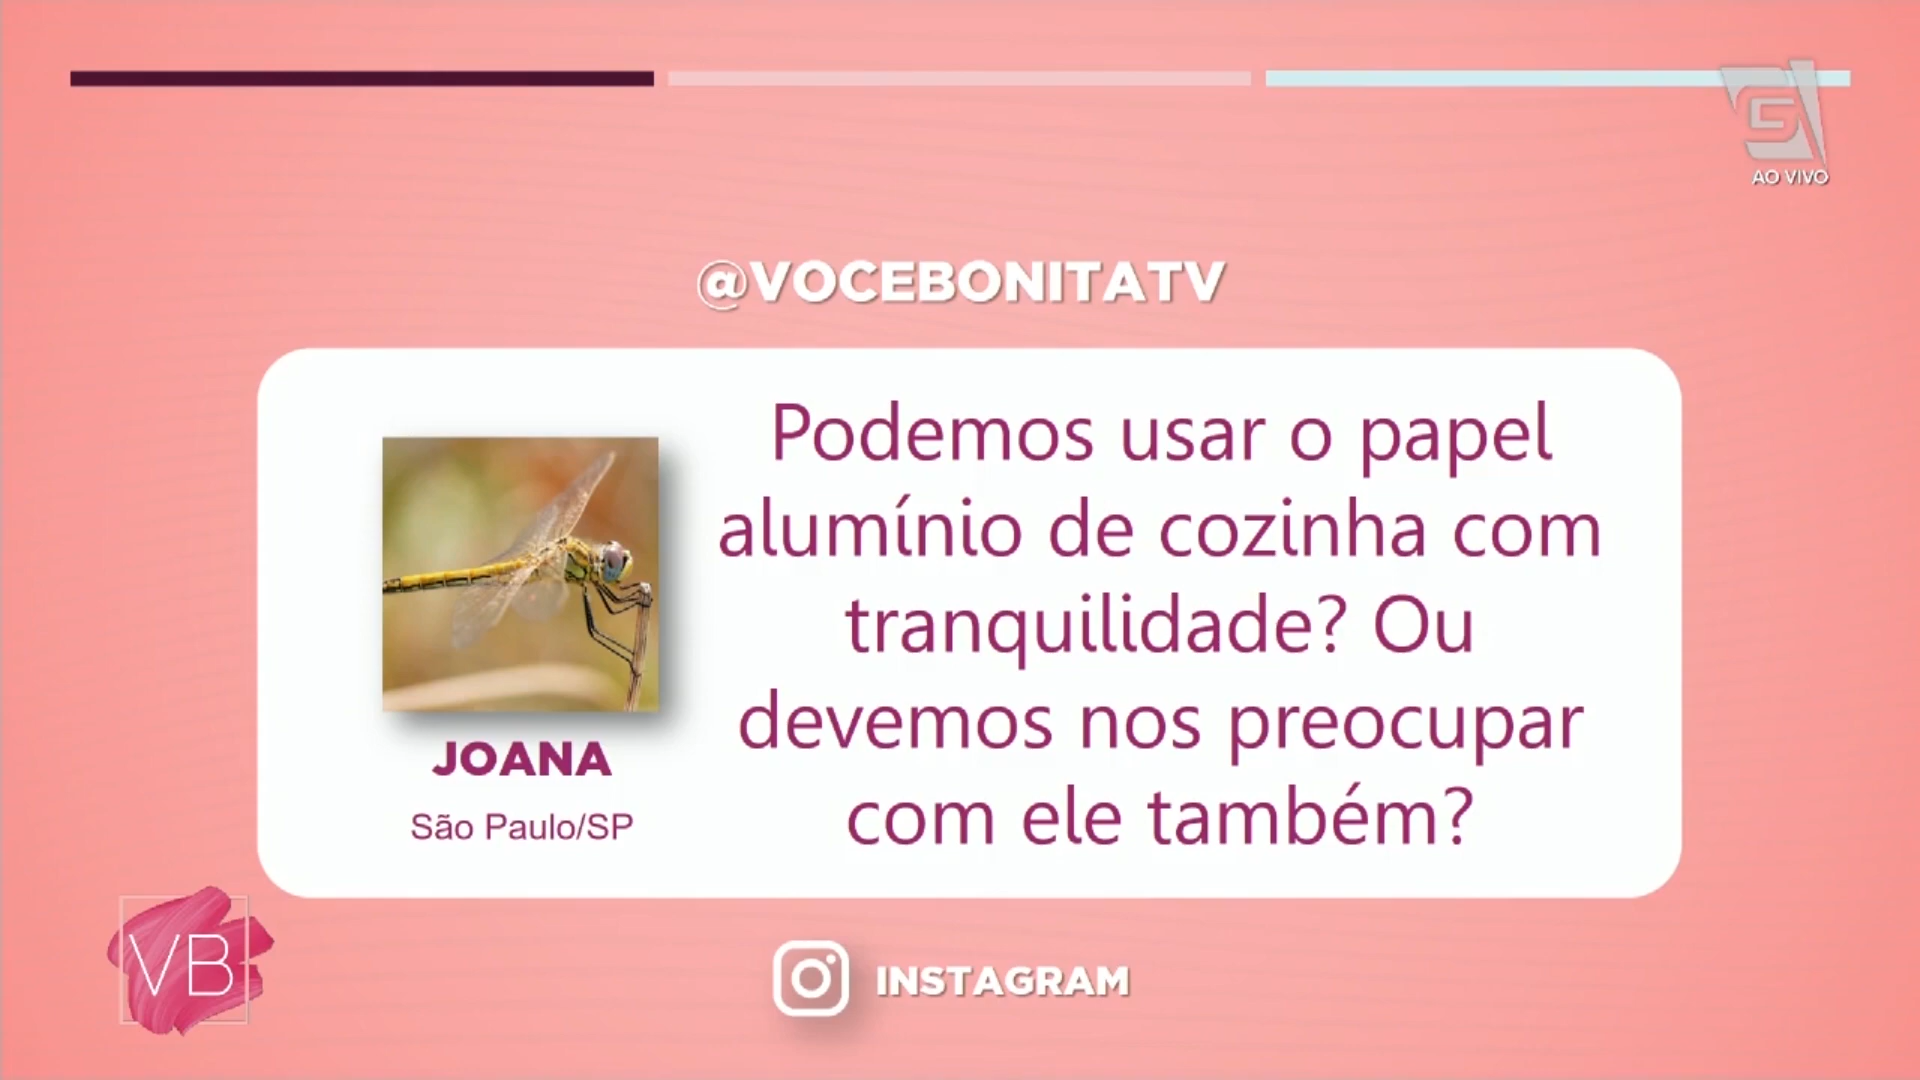 AO VIVO
@VOCEBONITATV
Podemos usar o papel
alumínio de cozinha com
tranquilidade? Ou
devemos nos preocupar
com ele também?
JOANA
São Paulo/SP
VB
INSTAGRAM